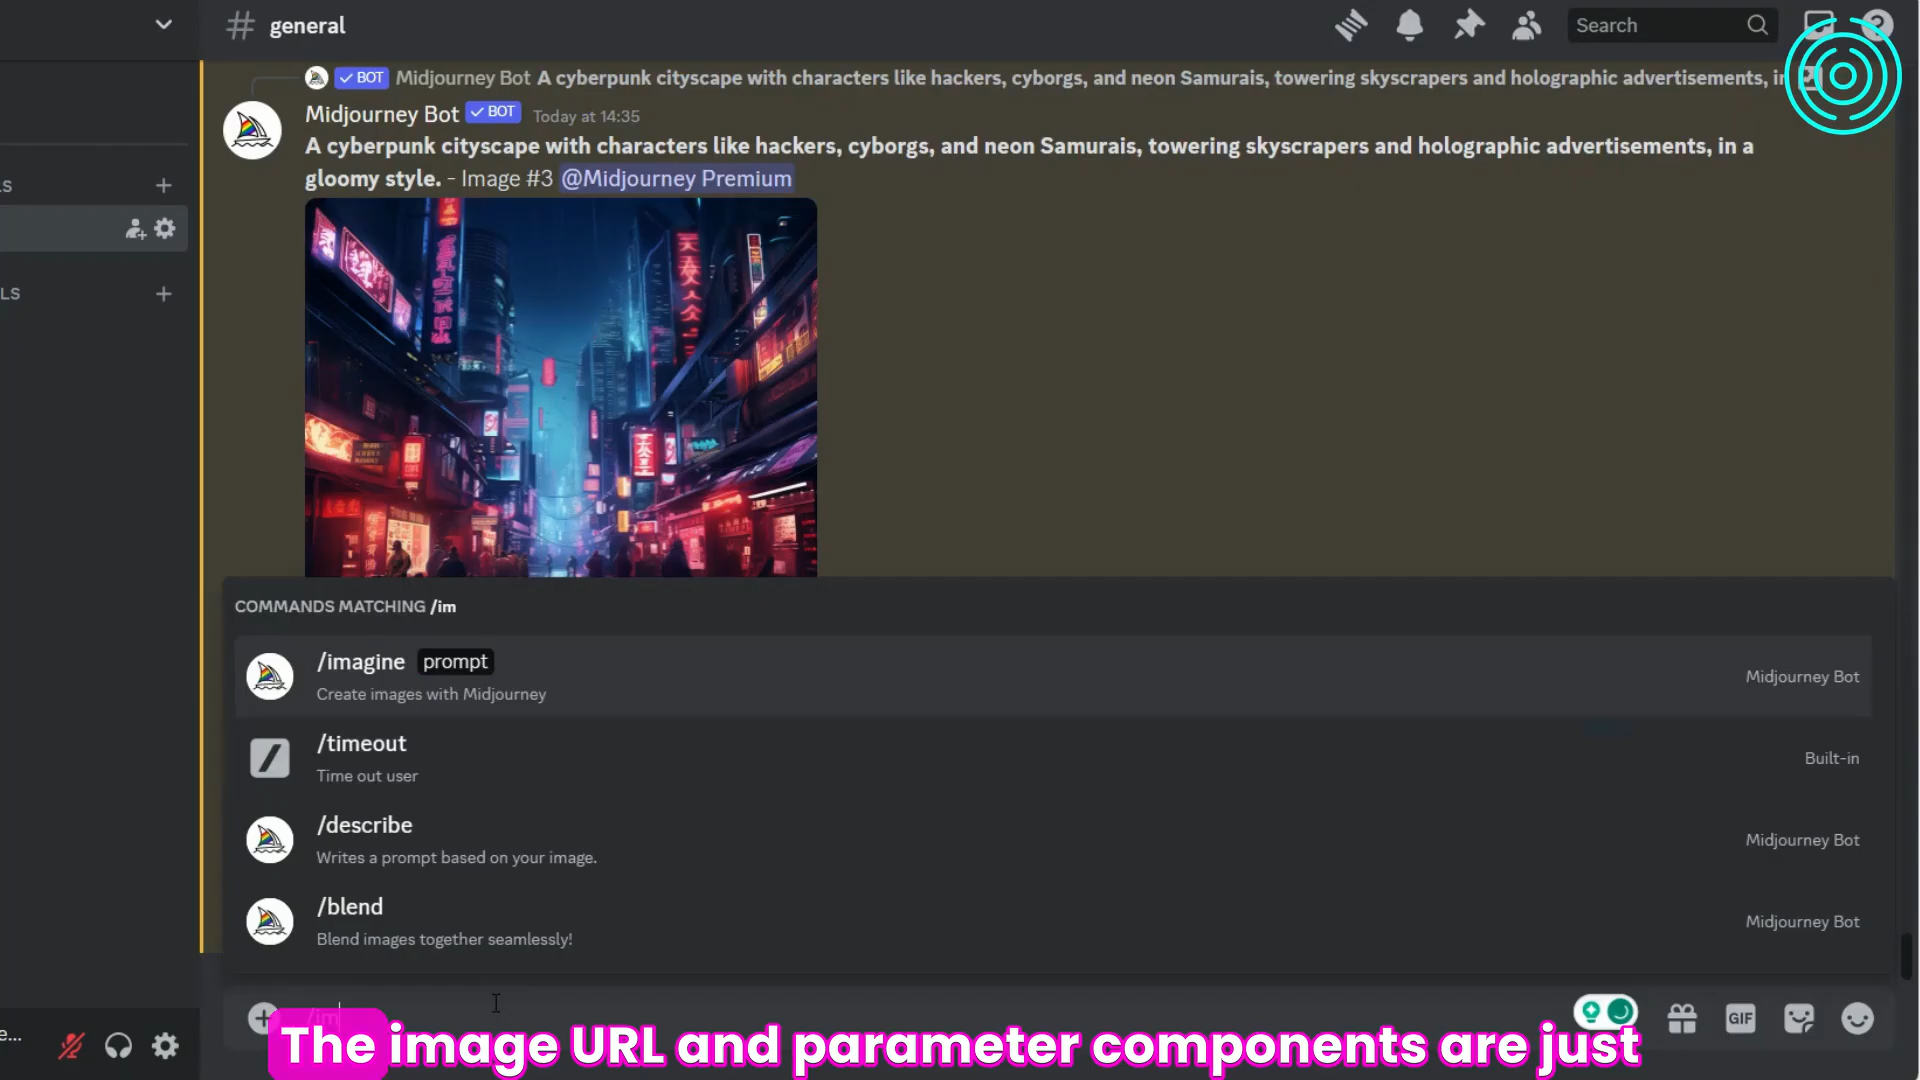 general
Search
BOT Midjourney Bot A cyberpunk cityscape with characters like hackers, cyborgs, and neon Samurais, towering skyscrapers and holographic advertisements, in
Midjourney Bot BOT Today at 14:35
A cyberpunk cityscape with characters like hackers, cyborgs, and neon Samurais, towering skyscrapers and holographic advertisements, in a
gloomy style. - Image #3 @Midjourney Premium
S
LS
COMMANDS MATCHING /im
/imagine prompt
Create images with Midjourney
Midjourney Bot
/timeout
Time out user
Built-in
/describe
Writes a prompt based on your image.
Midjourney Bot
/blend
Blend images together seamlessly!
Midjourney Bot
/im
GIF
e...
The image URL and parameter components are just